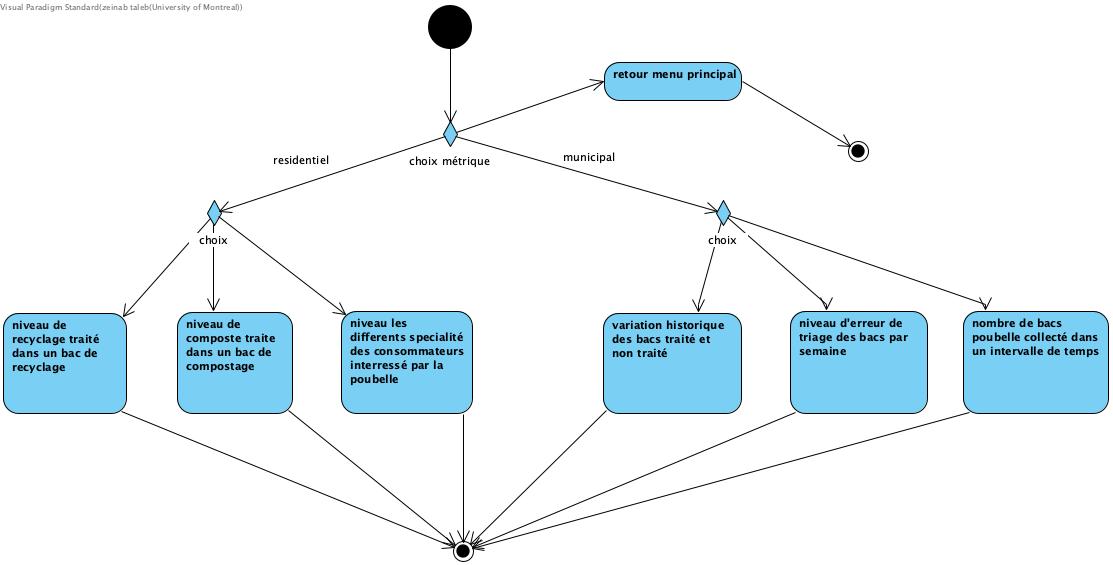 Visual Paradigm Standard(zeinab taleb(University of Montreal))
retour menu principal
residentiel
choix métrique
municipal
choix
choix
niveau de
recyclage traité
dans un bac de
recyclage
niveau de
composte traite
dans un bac de
compostage
niveau les
differents specialité
des consommateurs
interressé par la
poubelle
variation historique
des bacs traité et
non traité
niveau d'erreur de
triage des bacs par
semaine
nombre de bacs
poubelle collecté dans
un intervalle de temps